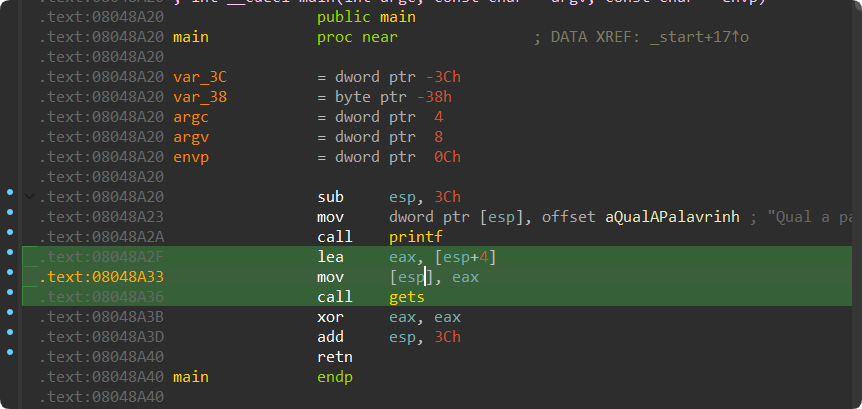 .text:08048A20 ; int __cdecl main(int argc, const char **argv, const char **envp)
.text:08048A20 public main
.text:08048A20 main proc near ; DATA XREF: _start+17↑o
.text:08048A20
.text:08048A20 var_3C = dword ptr -3Ch
.text:08048A20 var_38 = byte ptr -38h
.text:08048A20 argc = dword ptr 4
.text:08048A20 argv = dword ptr 8
.text:08048A20 envp = dword ptr 0Ch
.text:08048A20
.text:08048A20 sub esp, 3Ch
.text:08048A23 mov dword ptr [esp], offset aQualAPalavrinh ; "Qual a pa
.text:08048A2A call printf
.text:08048A2F lea eax, [esp+4]
.text:08048A33 mov [esp], eax
.text:08048A36 call gets
.text:08048A3B xor eax, eax
.text:08048A3D add esp, 3Ch
.text:08048A40 retn
.text:08048A40 main endp
.text:08048A40